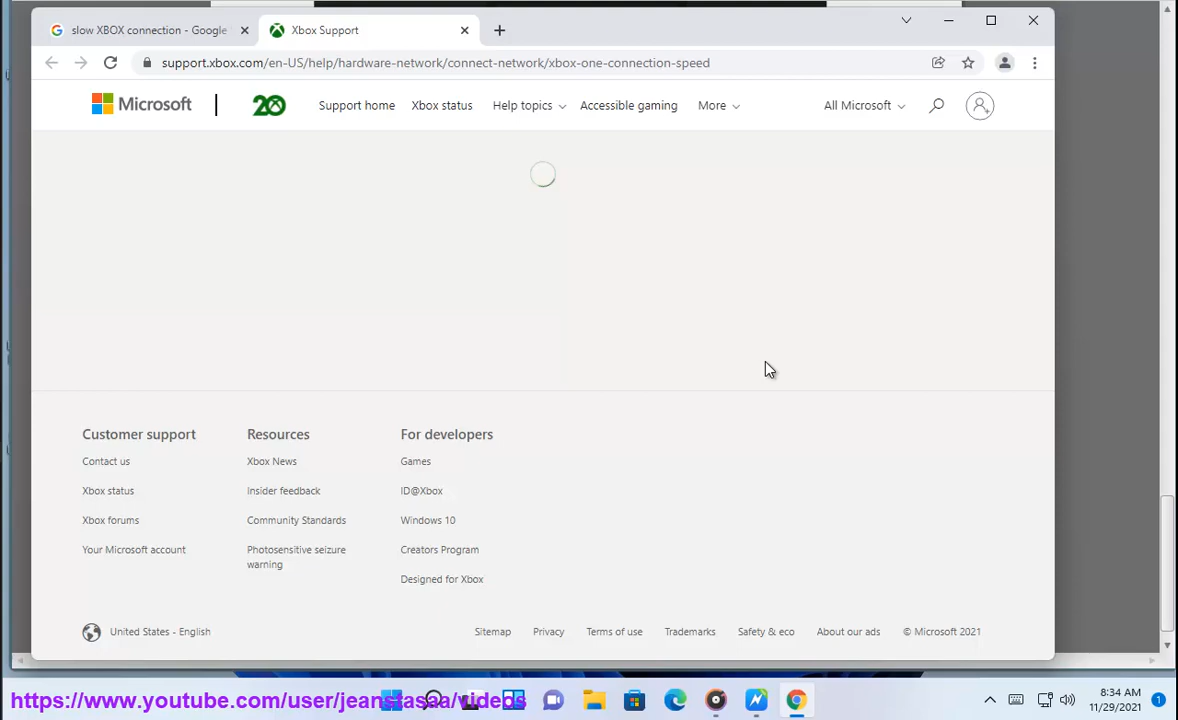 slow XBOX connection - Google
Xbox Support
support.xbox.com/en-US/help/hardware-network/connect-network/xbox-one-connection-speed
Microsoft
20
Support home
Xbox status
Help topics
Accessible gaming
More
All Microsoft
Customer support
Contact us
Xbox status
Xbox forums
Your Microsoft account
Resources
Xbox News
Insider feedback
Community Standards
Photosensitive seizure
warning
For developers
Games
ID@Xbox
Windows 10
Creators Program
Designed for Xbox
United States - English
Sitemap
Privacy
Terms of use
Trademarks
Safety & eco
About our ads
© Microsoft 2021
https://www.youtube.com/user/jeanstasaa/videos
8:34 AM
11/29/2021
1